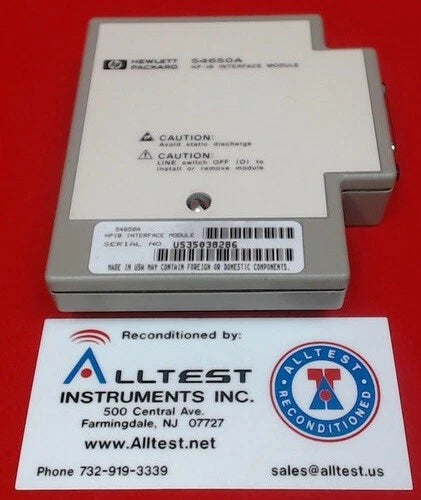 hp HEWLETT PACKARD
54650A
HP-IB INTERFACE MODULE
CAUTION:
Avoid static discharge
CAUTION:
LINE switch OFF (O) to
install or remove module
54650A
HPIB INTERFACE MODULE
SERIAL NO US35038286
MADE IN USA MAY CONTAIN FOREIGN OR DOMESTIC COMPONENTS.
Reconditioned by:
ALLTEST
INSTRUMENTS INC.
500 Central Ave.
Farmingdale, NJ 07727
www.Alltest.net
Phone 732-919-3339
ALLTEST
AT
RECONDITIONED
sales@alltest.us